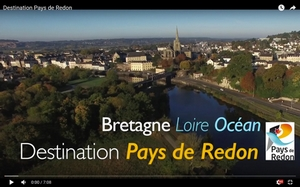 Destination Pays de Redon
Bretagne Loire Océan
Destination Pays de Redon
Pays
de Redon
0:00 / 7:08